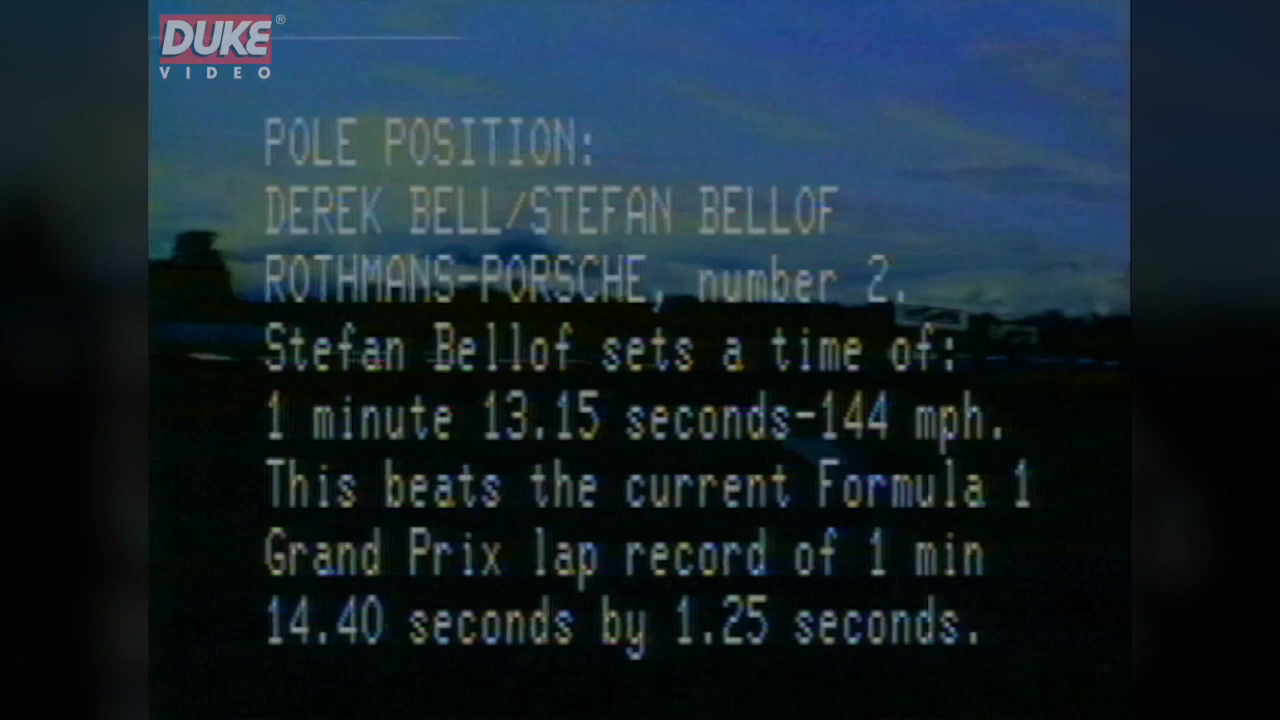 DUKE®
VIDEO
POLE POSITION:
DEREK BELL/STEFAN BELLOF
ROTHMANS-PORSCHE, number 2.
Stefan Bellof sets a time of:
1 minute 13.15 seconds-144 mph.
This beats the current Formula 1
Grand Prix lap record of 1 min
14.40 seconds by 1.25 seconds.